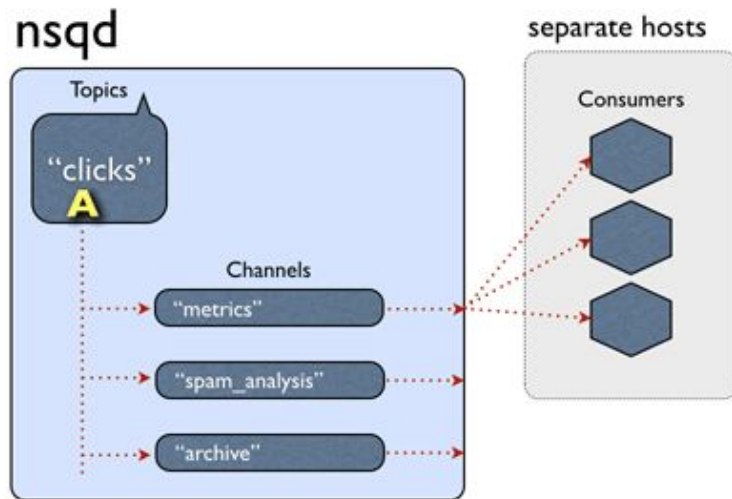 nsqd
separate hosts
Topics
“clicks”
A
Consumers
Channels
“metrics”
“spam_analysis”
“archive”